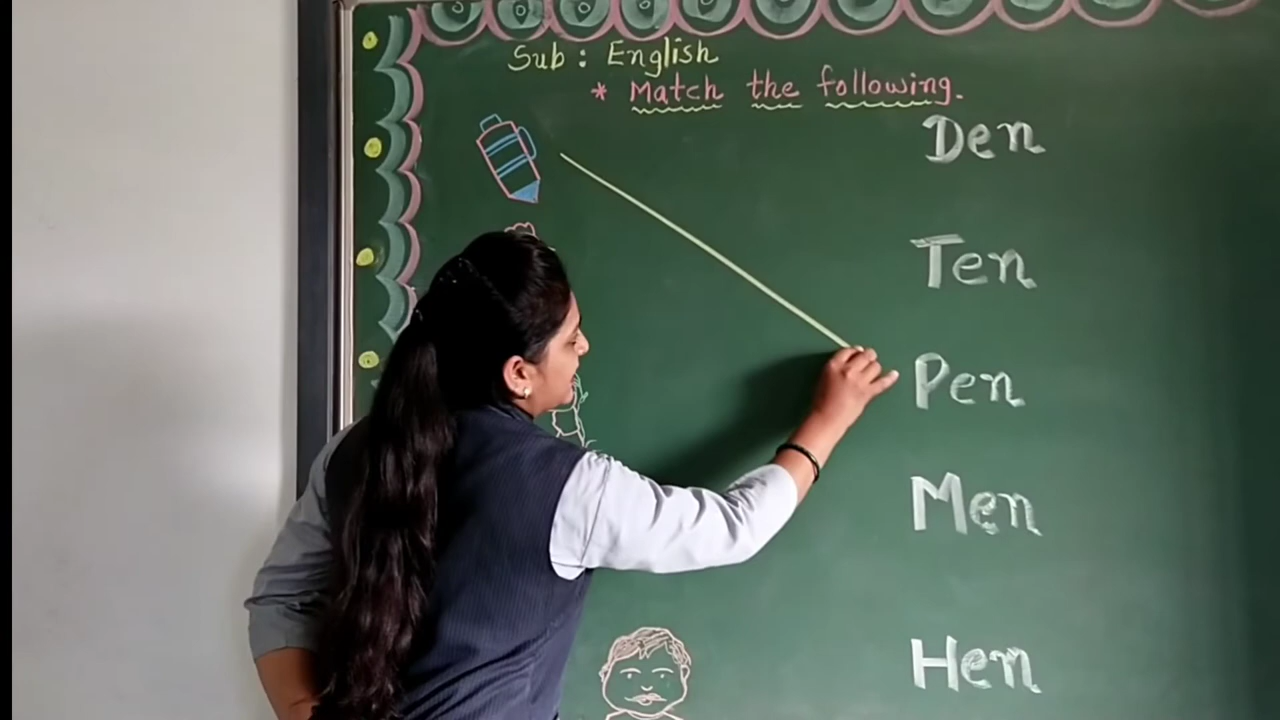 Sub : English
* Match the following.
Den
Ten
Pen
Men
Hen